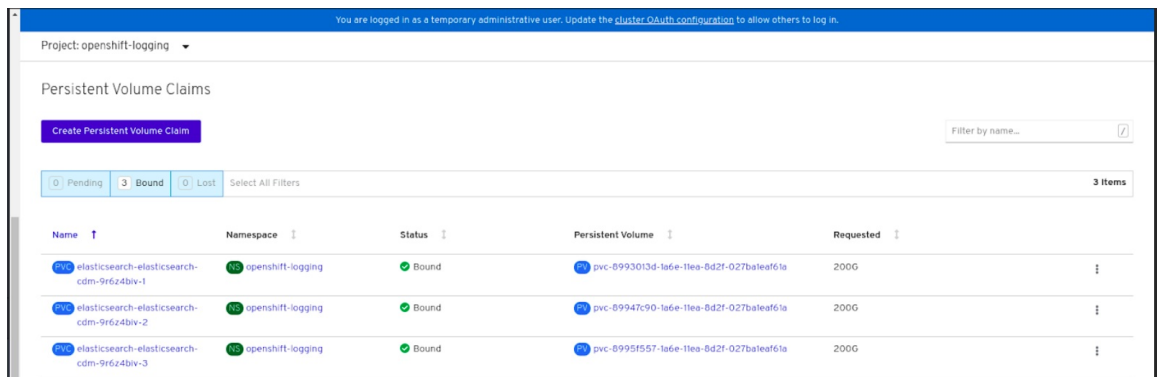 You are logged in as a temporary administrative user. Update the cluster OAuth configuration to allow others to log in.
Project: openshift-logging
Persistent Volume Claims
Create Persistent Volume Claim
Filter by name...
/
0 Pending 3 Bound 0 Lost Select All Filters 3 Items
Name Namespace Status Persistent Volume Requested
PVC elasticsearch-elasticsearch- NS openshift-logging Bound PV pvc-8993013d-1a6e-11ea-8d2f-027ba1eaf61a 200G
cdm-9r6z4biv-1
PVC elasticsearch-elasticsearch- NS openshift-logging Bound PV pvc-89947c90-1a6e-11ea-8d2f-027ba1eaf61a 200G
cdm-9r6z4biv-2
PVC elasticsearch-elasticsearch- NS openshift-logging Bound PV pvc-8995f557-1a6e-11ea-8d2f-027ba1eaf61a 200G
cdm-9r6z4biv-3